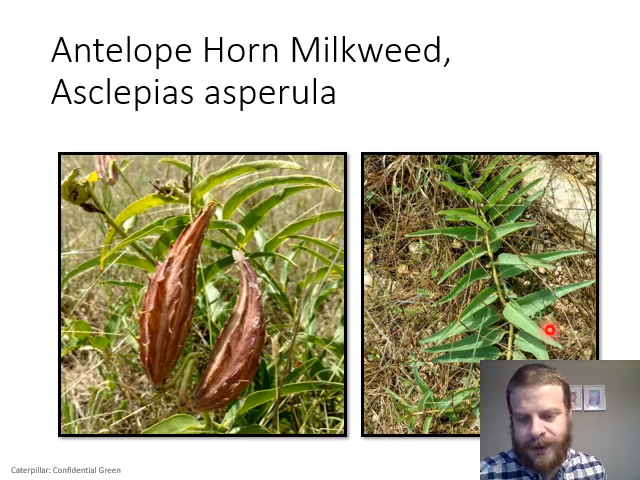 Antelope Horn Milkweed,
Asclepias asperula
Caterpillar: Confidential Green